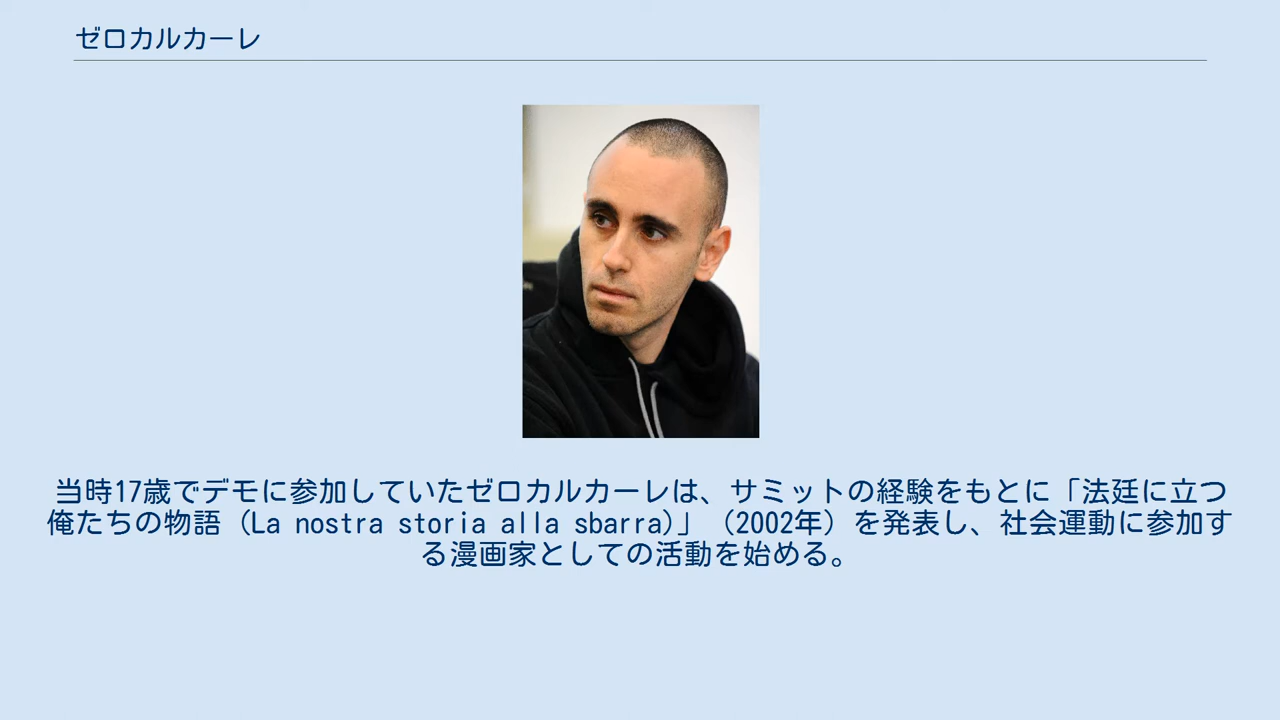 ゼロカルカーレ
当時17歳でデモに参加していたゼロカルカーレは、サミットの経験をもとに「法廷に立つ
俺たちの物語（La nostra storia alla sbarra)」（2002年）を発表し、社会運動に参加す
る漫画家としての活動を始める。